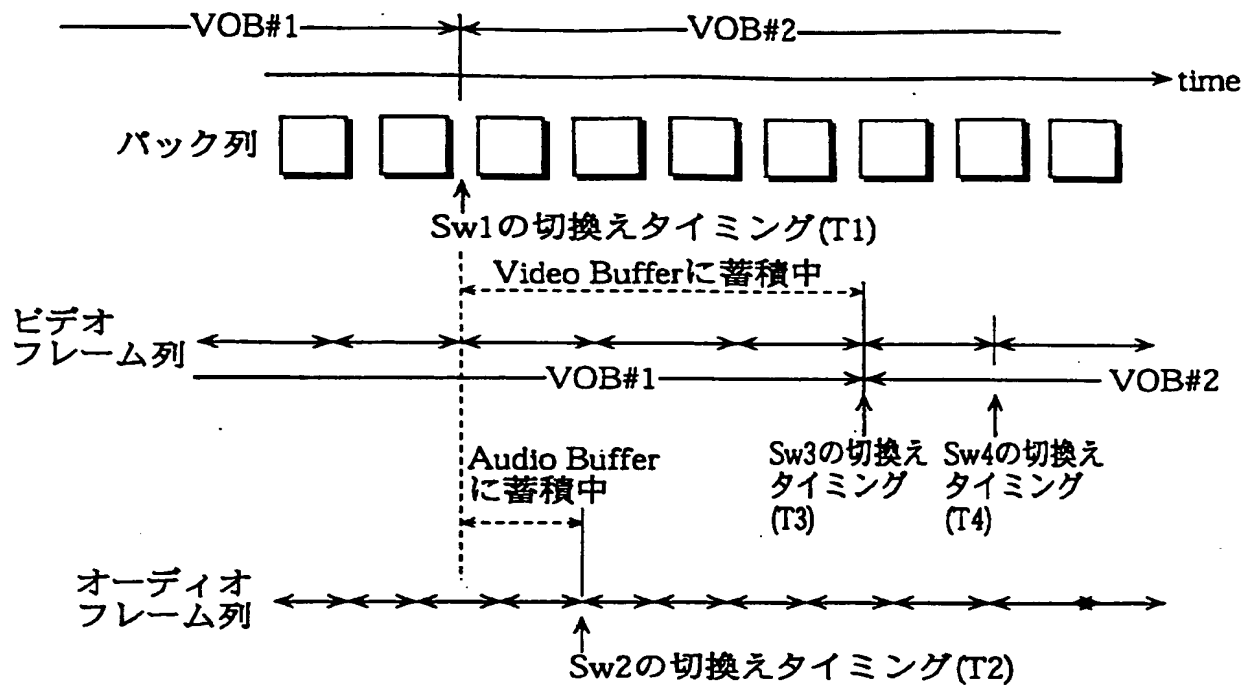 VOB#1
VOB#2
time
パック列
Sw1の切換えタイミング(T1)
Video Bufferに蓄積中
ビデオ
フレーム列
VOB#1
VOB#2
Audio Buffer
に蓄積中
Sw3の切換え
タイミング
(T3)
Sw4の切換え
タイミング
(T4)
オーディオ
フレーム列
Sw2の切換えタイミング(T2)